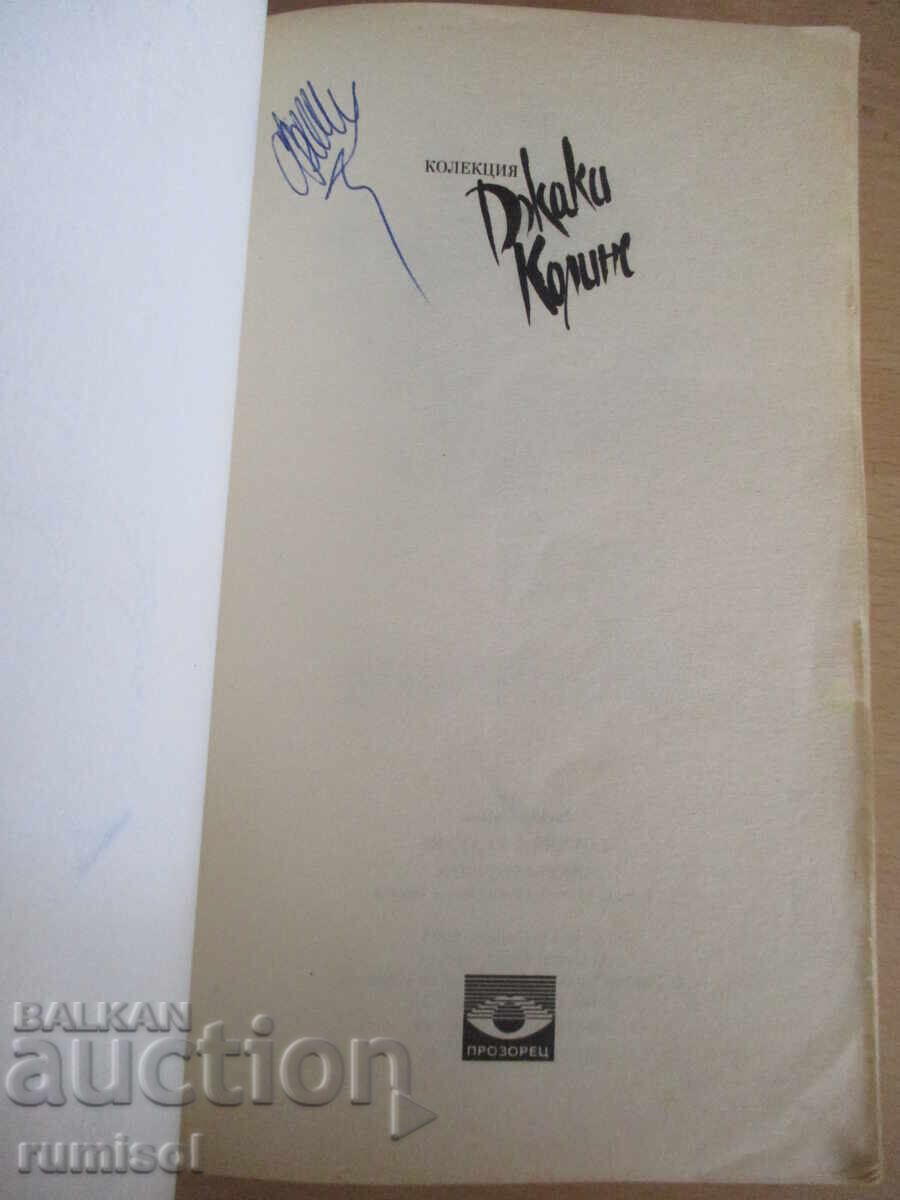 КОЛЕКЦИЯ
Джаки
Колинс
ПРОЗОРЕЦ
BALKAN
auction
rumisol